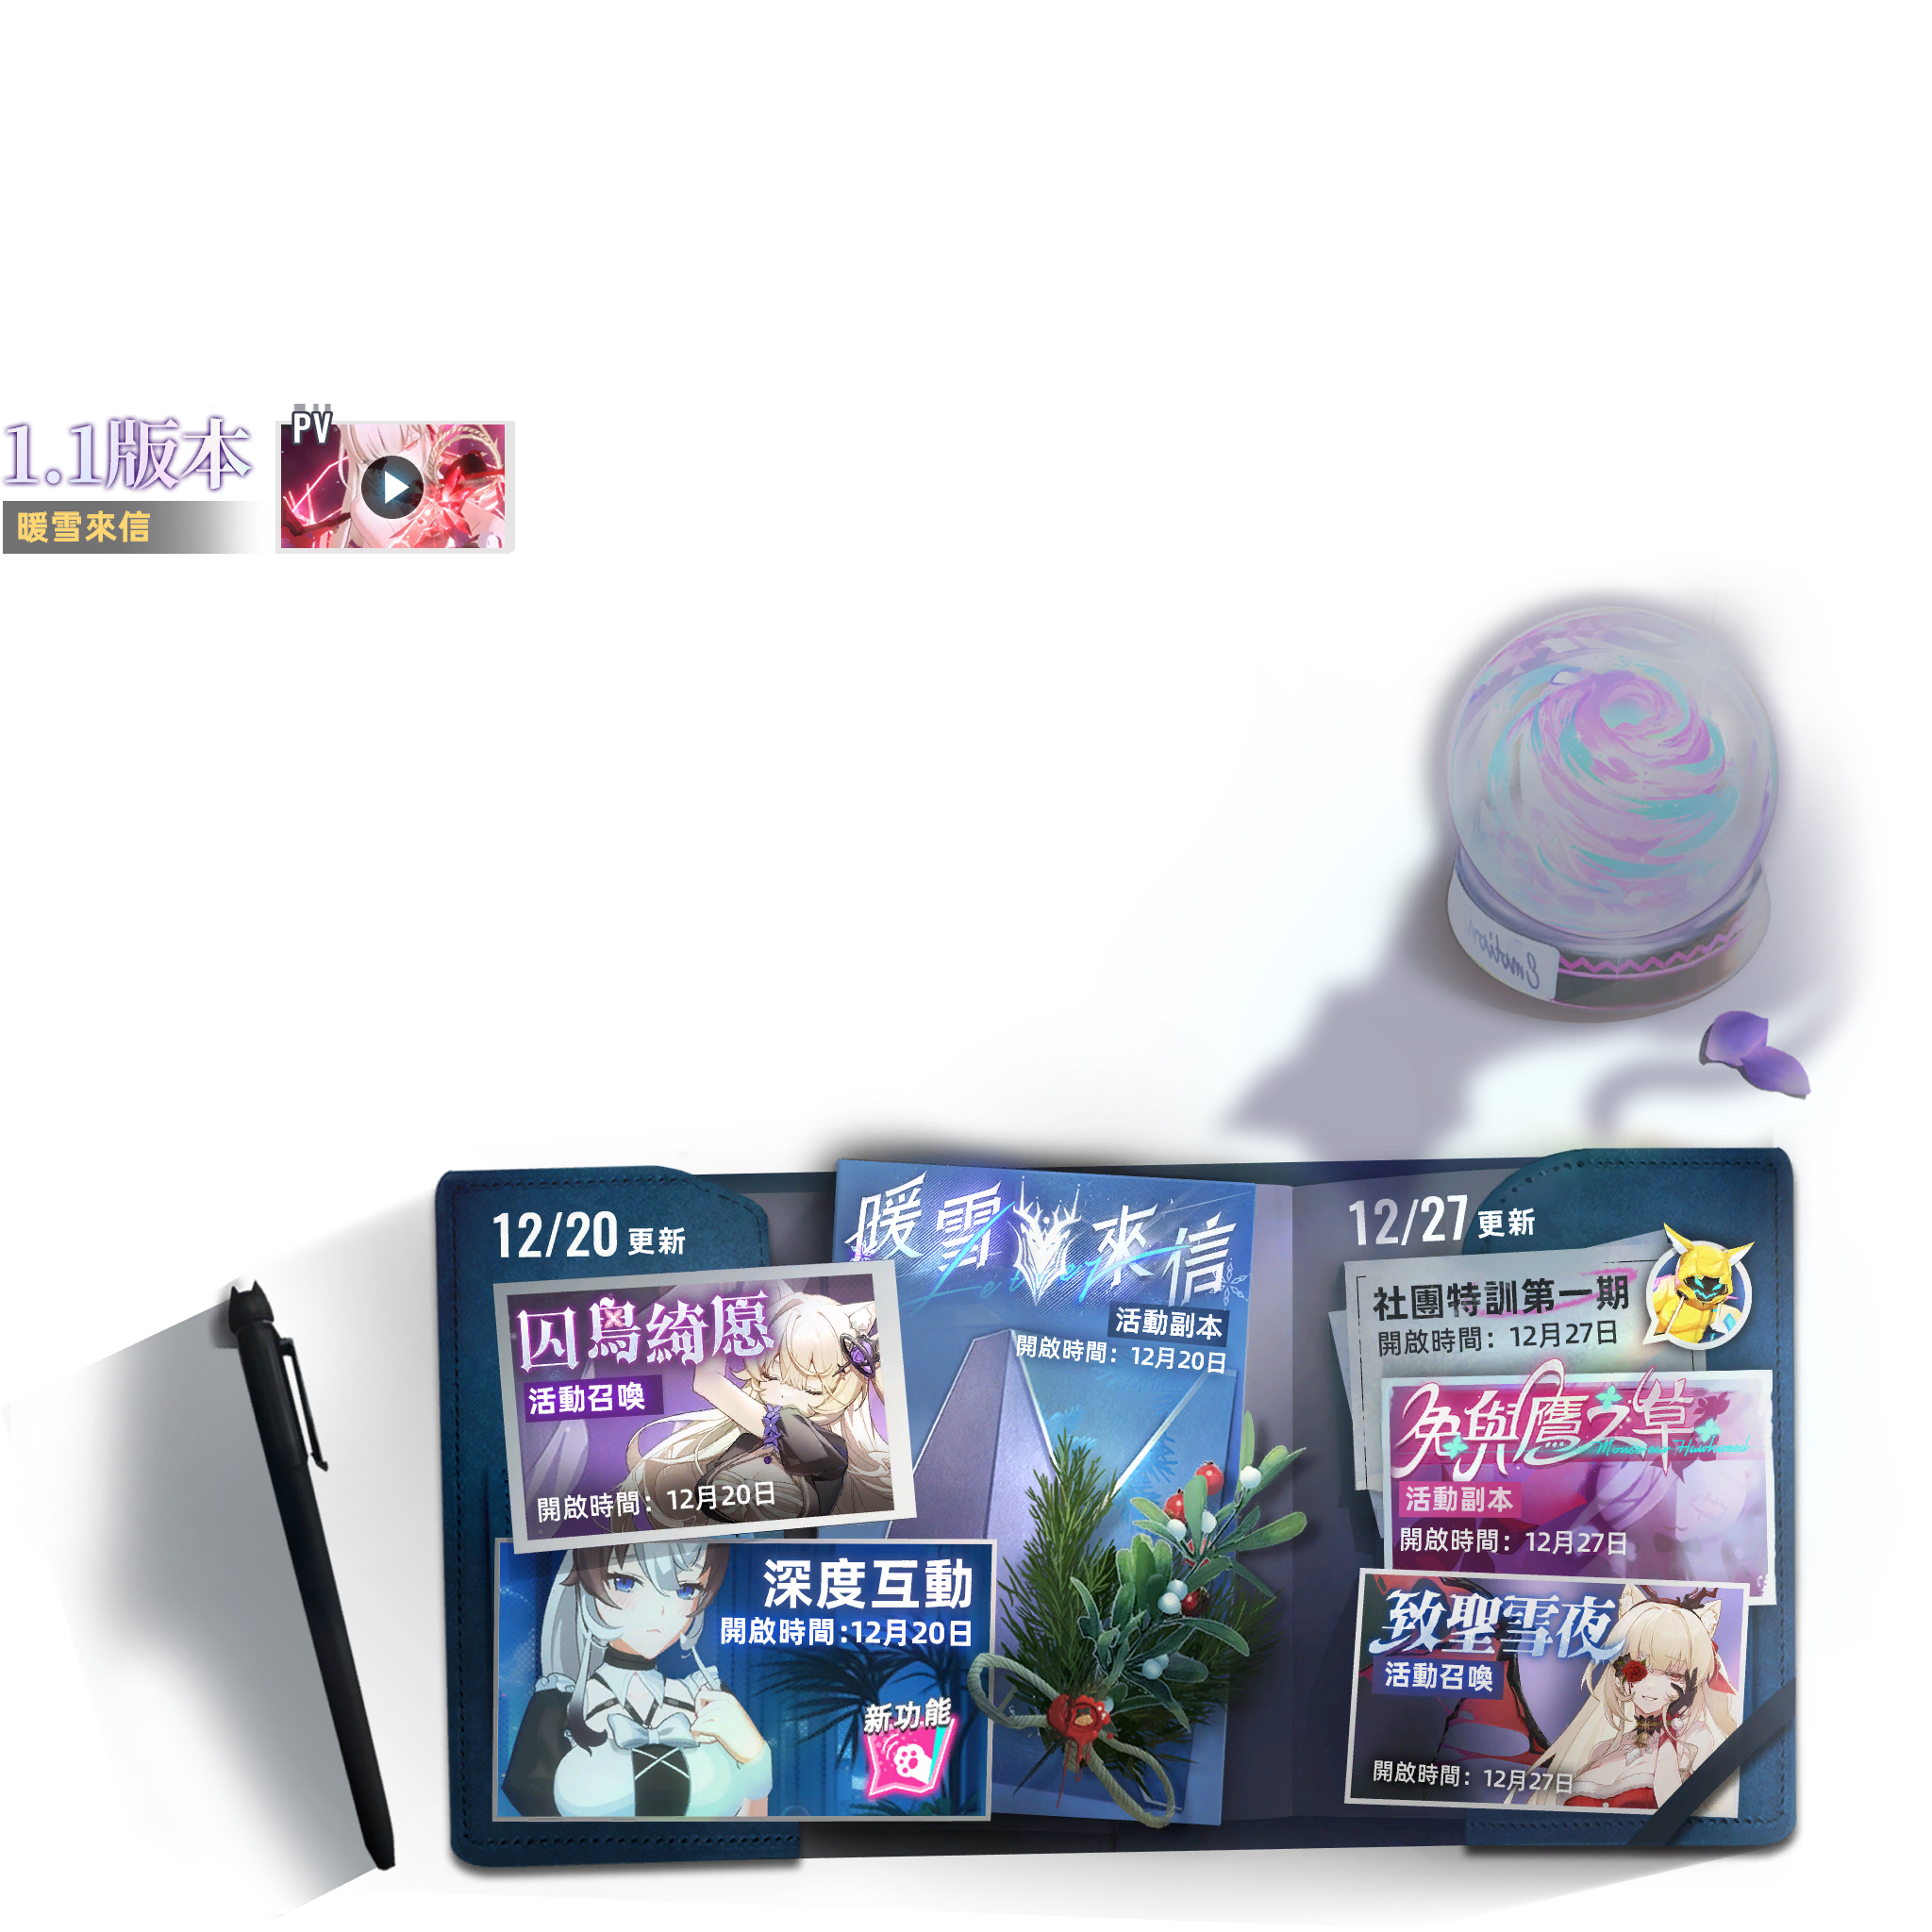 PV
1.1版本
暖雪來信
Emotion
12/20 更新
囚鳥綺愿
活動召喚
開啟時間：12月20日
深度互動
開啟時間:12月20日
新功能
暖雪來信
Letter
活動副本
開啟時間：12月20日
12/27 更新
社團特訓第一期
開啟時間：12月27日
兔與鷹之草
Mouse-ear Hawkweed
活動副本
開啟時間：12月27日
致聖雪夜
活動召喚
開啟時間：12月27日